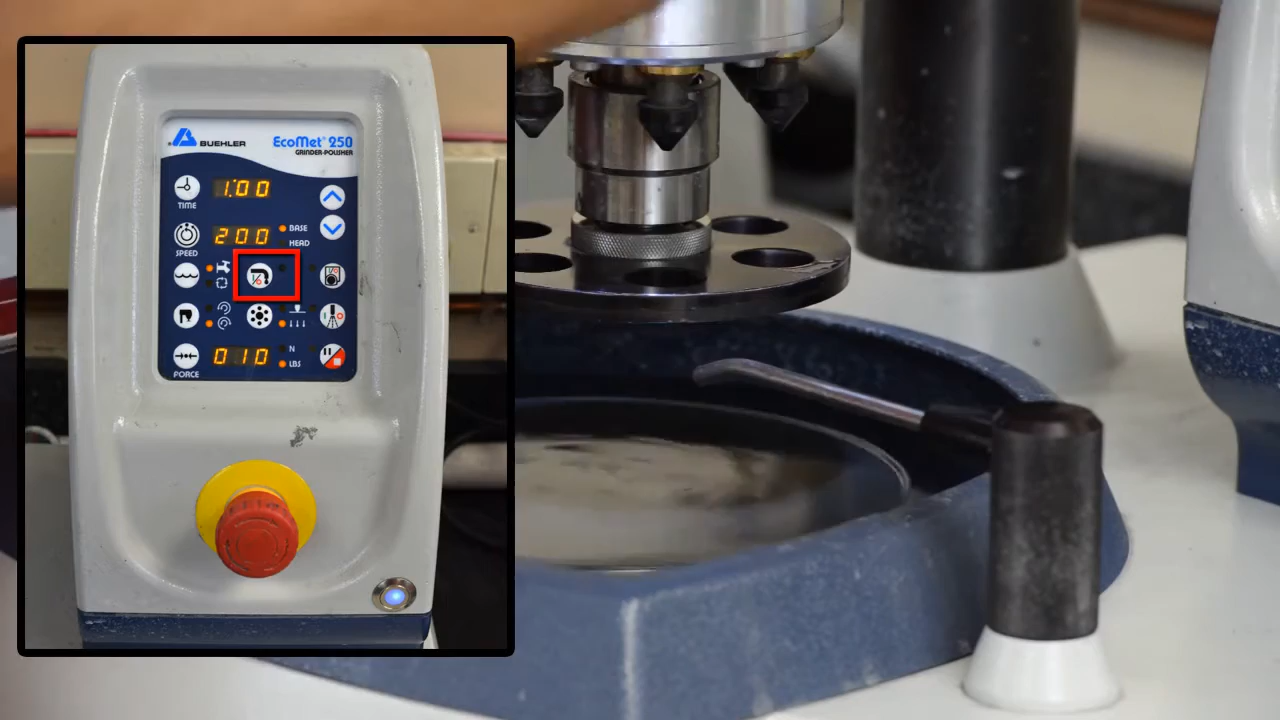 BUEHLER
EcoMet® 250
GRINDER-POLISHER
TIME
1:00
SPEED
200
BASE
HEAD
FORCE
010
N
LBS